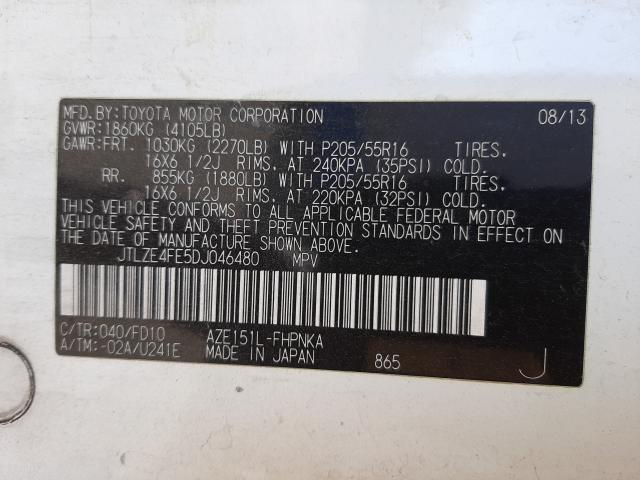 MFD.BY:TOYOTA MOTOR CORPORATION 08/13
GVWR:1860KG (4105LB)
GAWR:FRT. 1030KG (2270LB) WITH P205/55R16 TIRES.
16X6 1/2J RIMS. AT 240KPA (35PSI) COLD.
RR. 855KG (1880LB) WITH P205/55R16 TIRES.
16X6 1/2J RIMS. AT 220KPA (32PSI) COLD.
THIS VEHICLE CONFORMS TO ALL APPLICABLE FEDERAL MOTOR
VEHICLE SAFETY AND THEFT PREVENTION STANDARDS IN EFFECT ON
THE DATE OF MANUFACTURE SHOWN ABOVE.
JTLZE4FE5DJ046480 MPV
C/TR:040/FD10 AZE151L-FHPNKA
A/TM:-02A/U241E MADE IN JAPAN 865 J